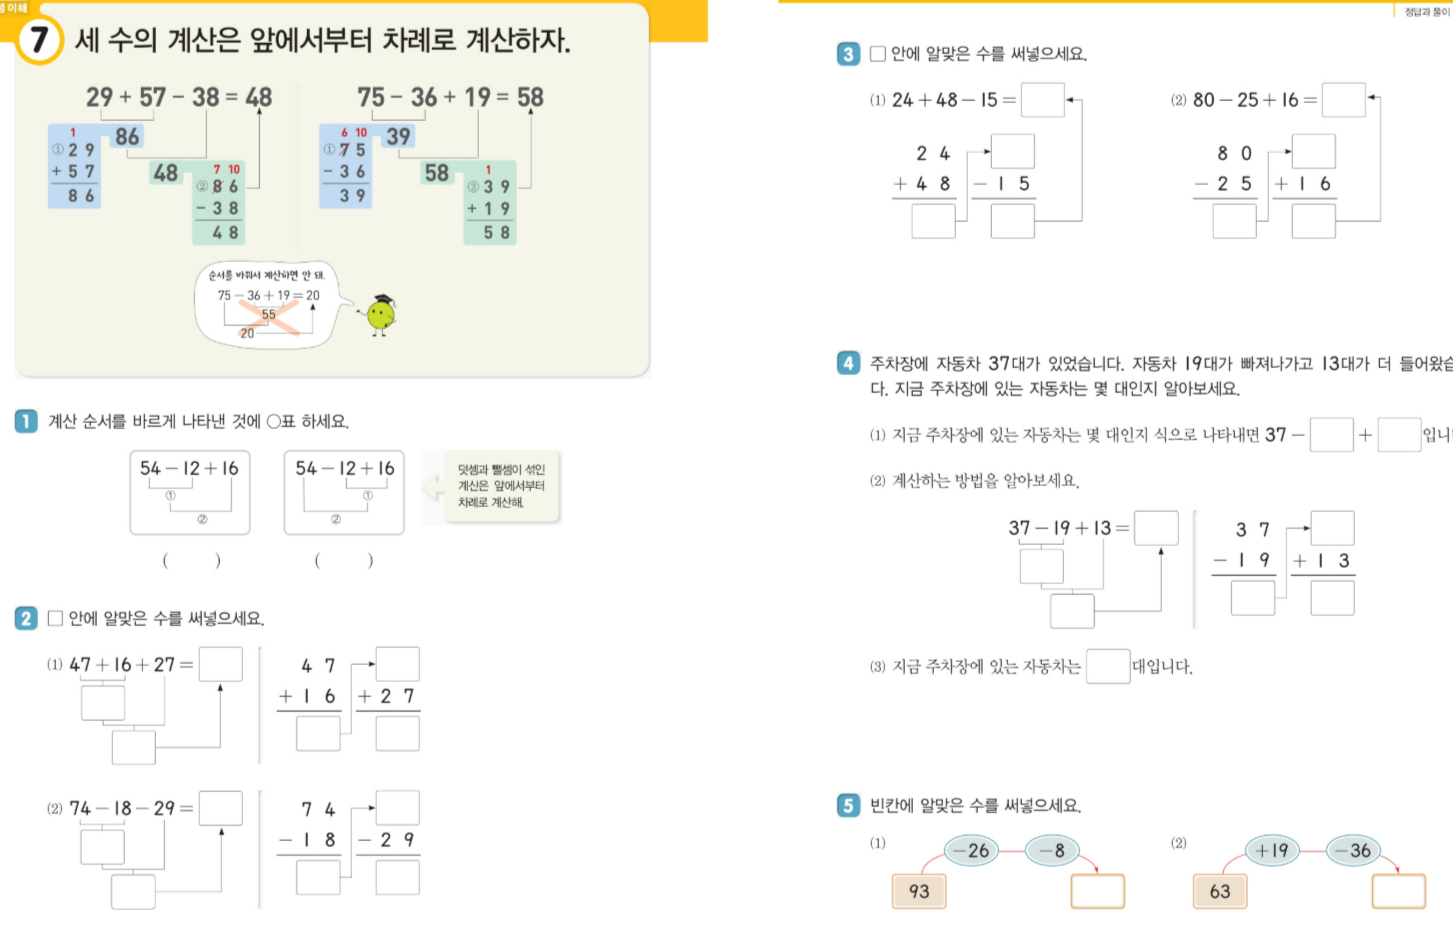 이해
7 세 수의 계산은 앞에서부터 차례로 계산하자.
29 + 57 - 38 = 48
86
1
① 2 9
+ 5 7
8 6
48
7 10
② 8 6
- 3 8
4 8
75 - 36 + 19 = 58
39
6 10
① 7 5
- 3 6
3 9
58
1
② 3 9
+ 1 9
5 8
순서를 바꿔서 계산하면 안 돼.
75 - 36 + 19 = 20
55
20
1 계산 순서를 바르게 나타낸 것에 ○표 하세요.
54 - 12 + 16
①
②
54 - 12 + 16
①
②
덧셈과 뺄셈이 섞인
계산은 앞에서부터
차례로 계산해.
( ) ( )
2 □ 안에 알맞은 수를 써넣으세요.
(1) 47 + 16 + 27 = □
4 7
+ 1 6
+ 2 7
(2) 74 - 18 - 29 = □
7 4
- 1 8
- 2 9
정답과 풀이
3 □ 안에 알맞은 수를 써넣으세요.
(1) 24 + 48 - 15 = □
2 4
+ 4 8
- 1 5
(2) 80 - 25 + 16 = □
8 0
- 2 5
+ 1 6
4 주차장에 자동차 37대가 있었습니다. 자동차 19대가 빠져나가고 13대가 더 들어왔습
다. 지금 주차장에 있는 자동차는 몇 대인지 알아보세요.
(1) 지금 주차장에 있는 자동차는 몇 대인지 식으로 나타내면 37 - □ + □ 입니
(2) 계산하는 방법을 알아보세요.
37 - 19 + 13 = □
3 7
- 1 9
+ 1 3
(3) 지금 주차장에 있는 자동차는 □ 대입니다.
5 빈칸에 알맞은 수를 써넣으세요.
(1)
-26 -8
93
(2)
+19 -36
63